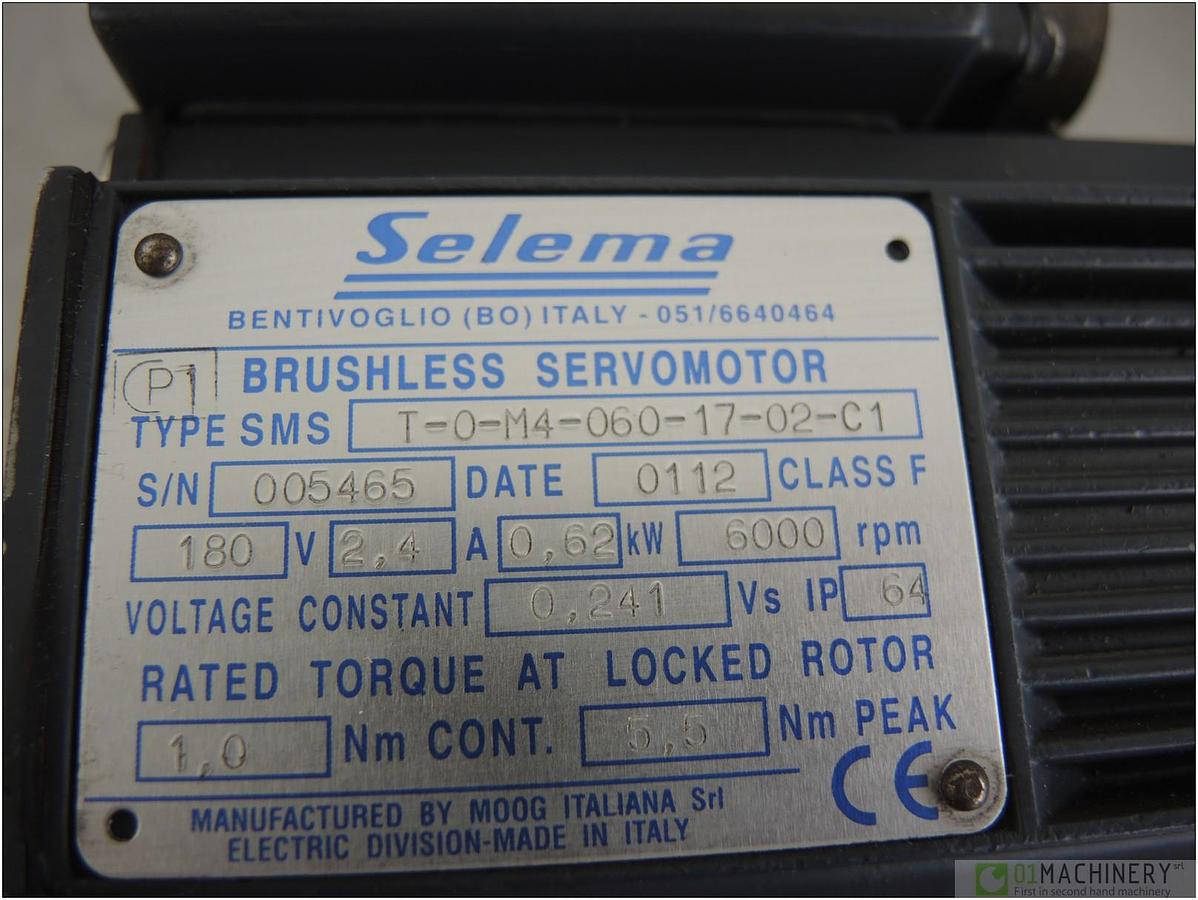 Selema
BENTIVOGLIO (BO) ITALY - 051/6640464
P1 BRUSHLESS SERVOMOTOR
TYPE SMS T-0-M4-060-17-02-C1
S/N 005465 DATE 0112 CLASS F
180 V 2,4 A 0,62 kW 6000 rpm
VOLTAGE CONSTANT 0,241 Vs IP 64
RATED TORQUE AT LOCKED ROTOR
1,0 Nm CONT. 5,5 Nm PEAK
CE
MANUFACTURED BY MOOG ITALIANA Srl
ELECTRIC DIVISION-MADE IN ITALY
01MACHINERY srl
First in second hand machinery